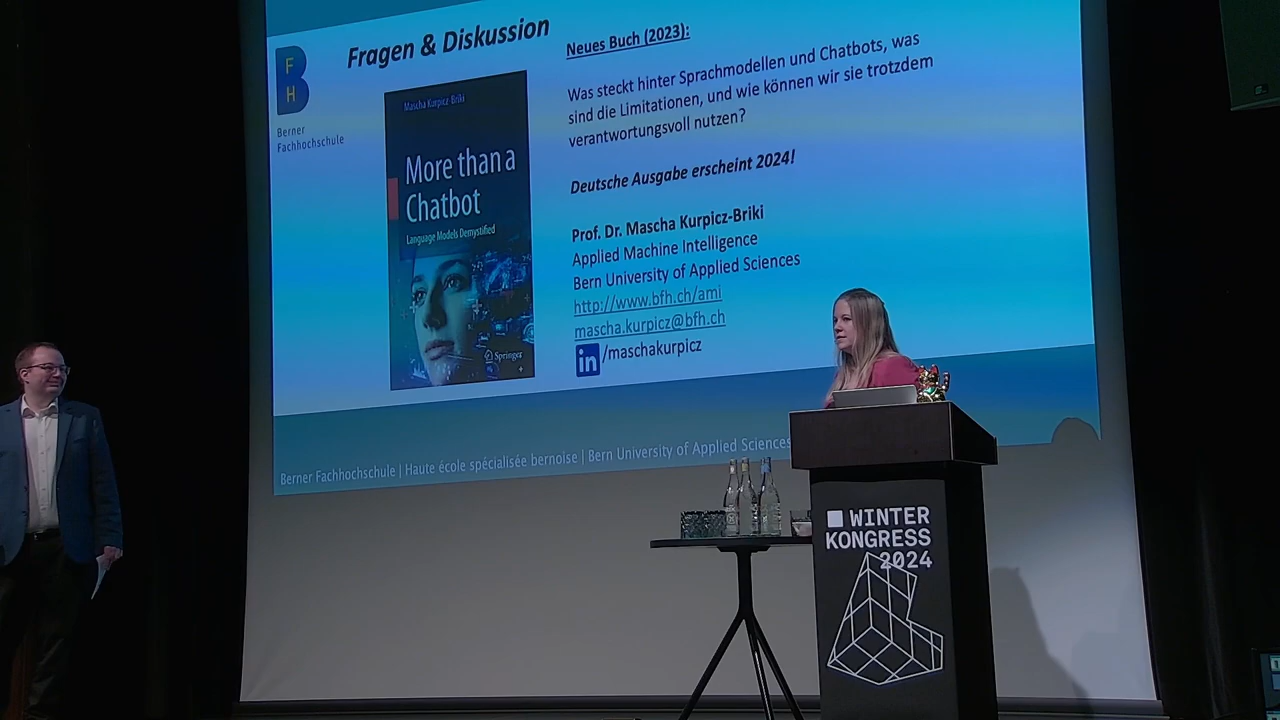 Fragen & Diskussion
B
F
H
Berner
Fachhochschule
Mascha Kurpicz-Briki
More than a
Chatbot
Language Models Demystified
Springer
Neues Buch (2023):
Was steckt hinter Sprachmodellen und Chatbots, was
sind die Limitationen, und wie können wir sie trotzdem
verantwortungsvoll nutzen?
Deutsche Ausgabe erscheint 2024!
Prof. Dr. Mascha Kurpicz-Briki
Applied Machine Intelligence
Bern University of Applied Sciences
http://www.bfh.ch/ami
mascha.kurpicz@bfh.ch
in /maschakurpicz
Berner Fachhochschule | Haute école spécialisée bernoise | Bern University of Applied Sciences
WINTER
KONGRESS
2024